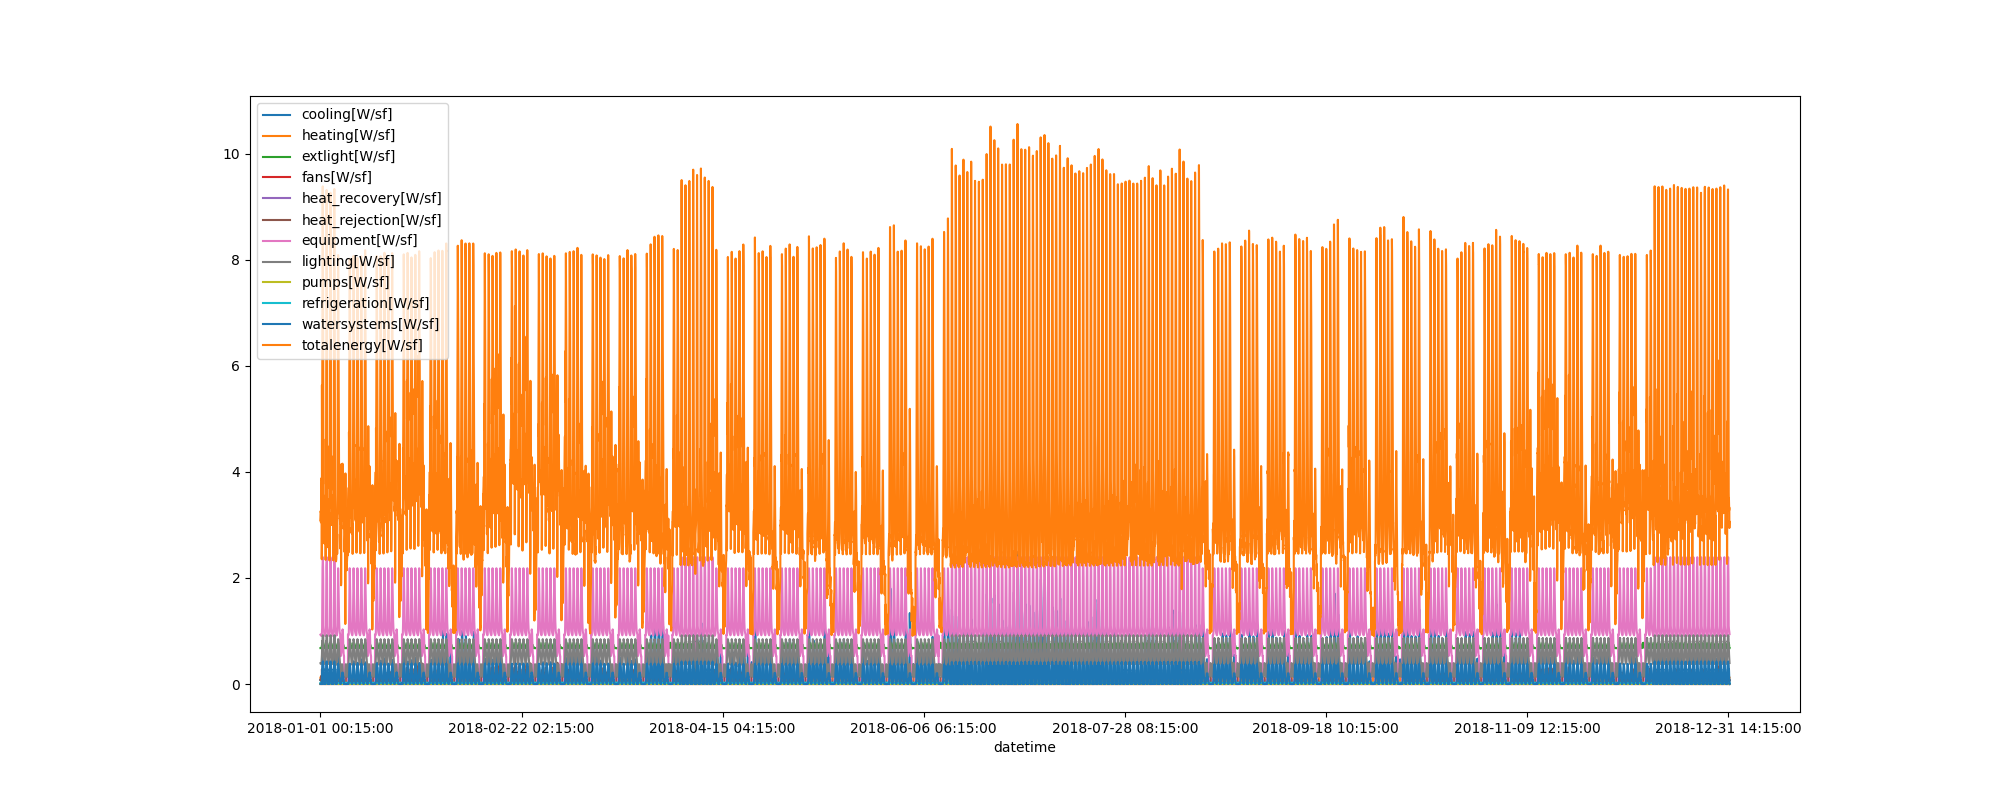 cooling[W/sf]
heating[W/sf]
extlight[W/sf]
fans[W/sf]
heat_recovery[W/sf]
heat_rejection[W/sf]
equipment[W/sf]
lighting[W/sf]
pumps[W/sf]
refrigeration[W/sf]
watersystems[W/sf]
totalenergy[W/sf]
10
8
6
4
2
0
2018-01-01 00:15:00 2018-02-22 02:15:00 2018-04-15 04:15:00 2018-06-06 06:15:00 2018-07-28 08:15:00 2018-09-18 10:15:00 2018-11-09 12:15:00 2018-12-31 14:15:00
datetime